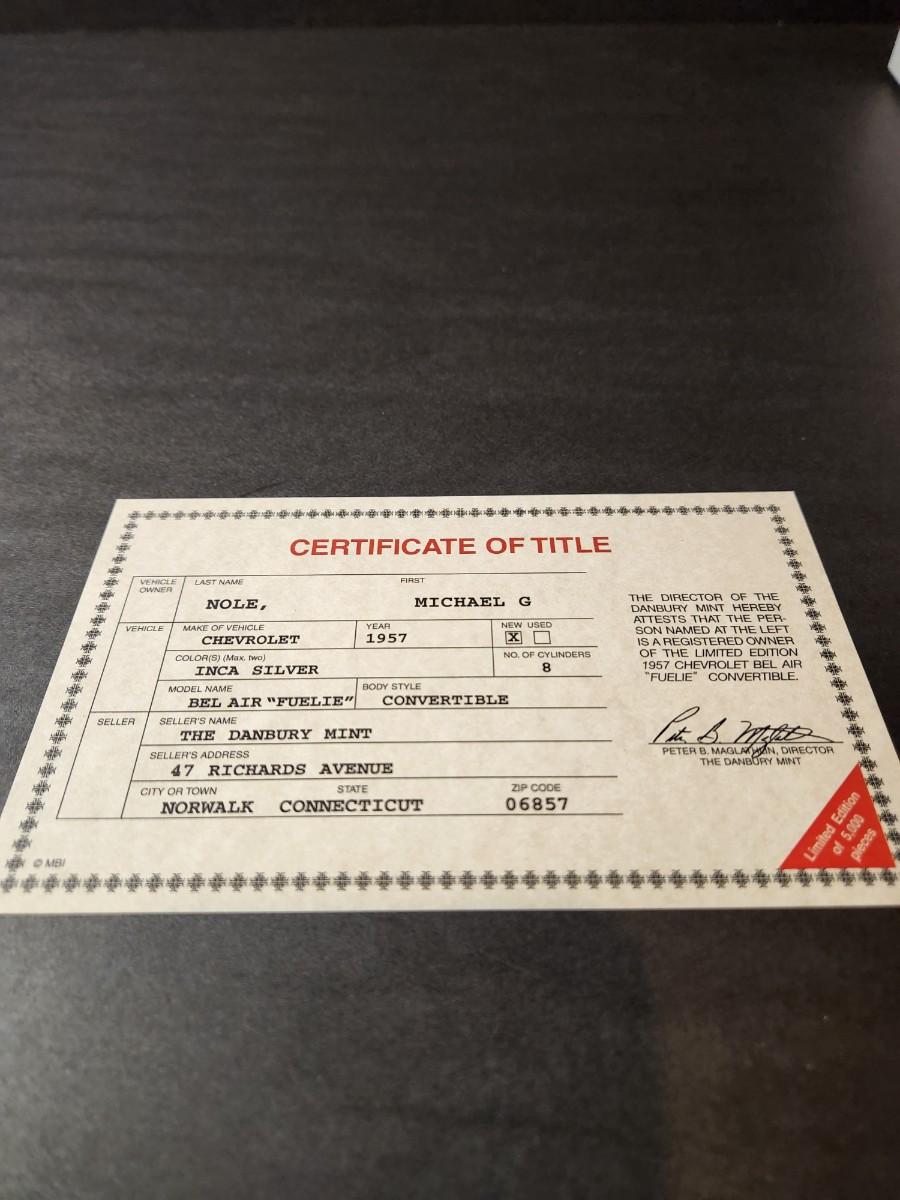 CERTIFICATE OF TITLE
VEHICLE OWNER
LAST NAME FIRST
NOLE, MICHAEL G
VEHICLE
MAKE OF VEHICLE YEAR NEW USED
CHEVROLET 1957 X
COLOR(S) (Max. two) NO. OF CYLINDERS
INCA SILVER 8
MODEL NAME BODY STYLE
BEL AIR "FUELIE" CONVERTIBLE
SELLER
SELLER'S NAME
THE DANBURY MINT
SELLER'S ADDRESS
47 RICHARDS AVENUE
CITY OR TOWN STATE ZIP CODE
NORWALK CONNECTICUT 06857
THE DIRECTOR OF THE
DANBURY MINT HEREBY
ATTESTS THAT THE PER-
SON NAMED AT THE LEFT
IS A REGISTERED OWNER
OF THE LIMITED EDITION
1957 CHEVROLET BEL AIR
"FUELIE" CONVERTIBLE.
PETER B. MAGLATHLIN, DIRECTOR
THE DANBURY MINT
Limited Edition
of 5,000
pieces
© MBI